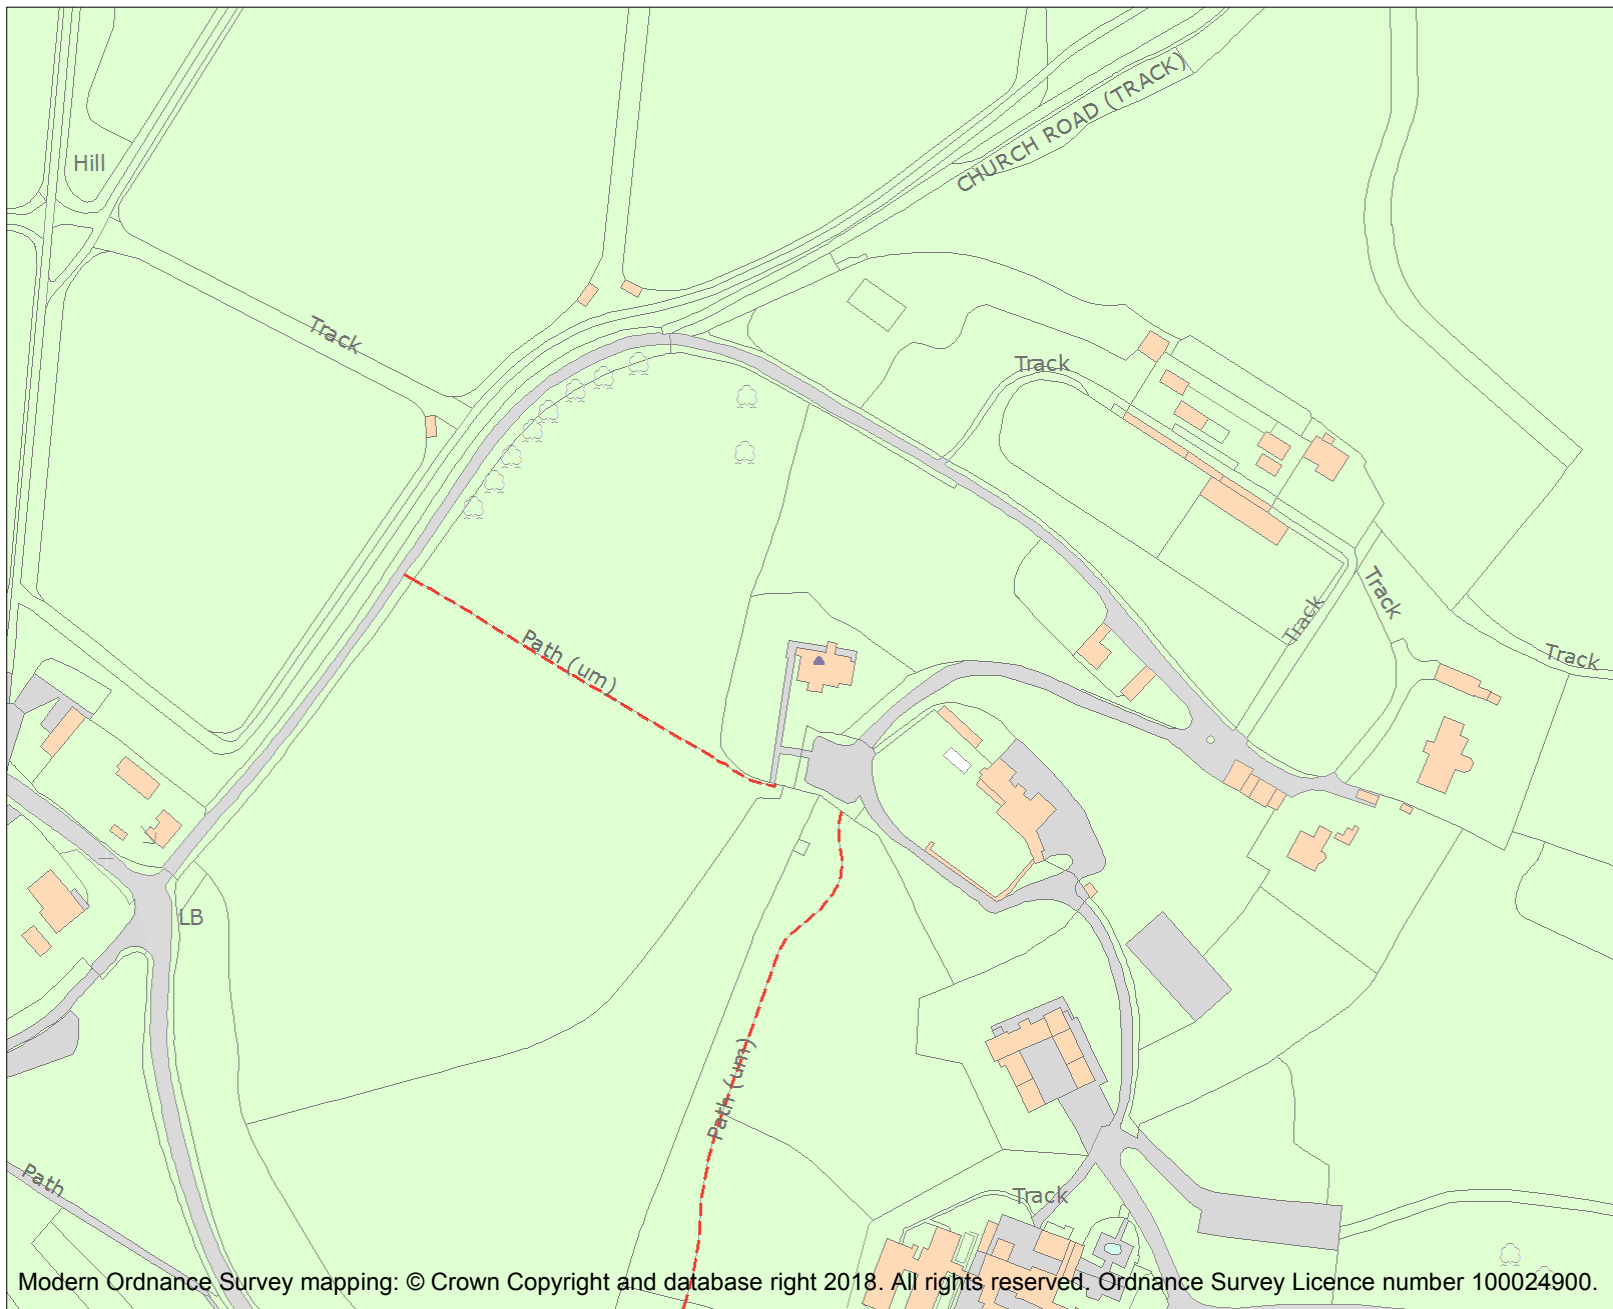 CHURCH ROAD (TRACK)
Hill
Track
Track
Track
Track
Path (um)
Track
LB
Path (um)
Path
Track
Modern Ordnance Survey mapping: © Crown Copyright and database right 2018. All rights reserved. Ordnance Survey Licence number 100024900.